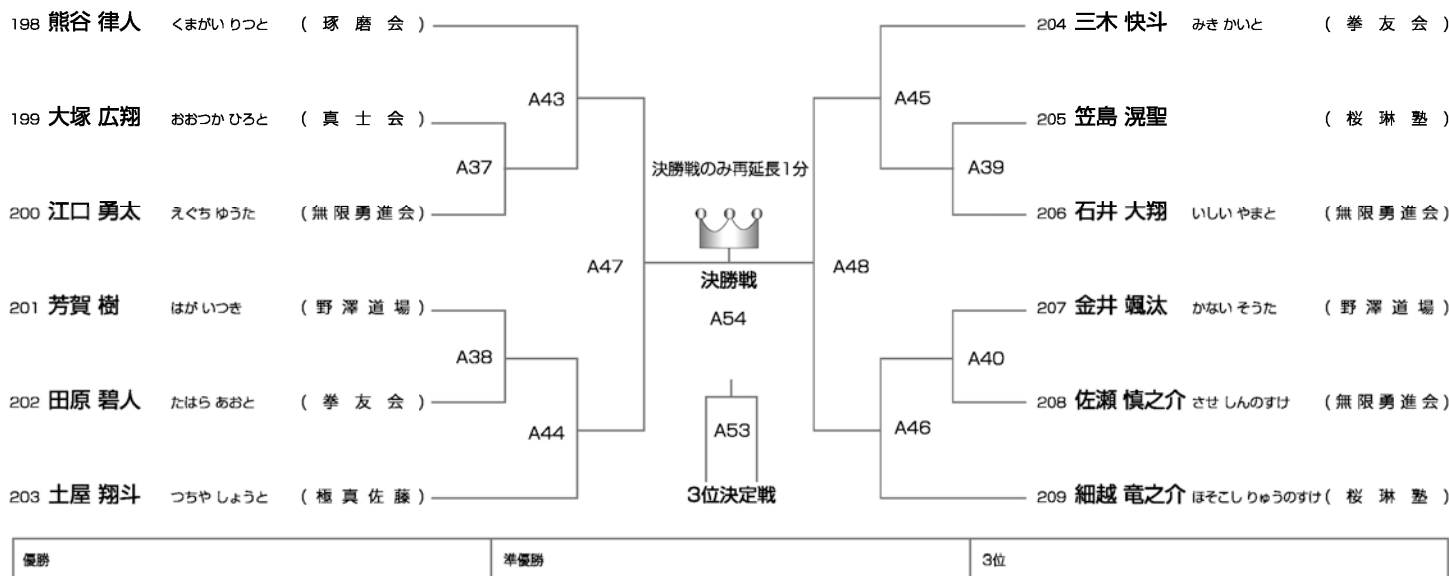 198 熊谷 律人 くまがい りつと ( 琢 磨 会 )
199 大塚 広翔 おおつか ひろと ( 真 士 会 )
200 江口 勇太 えぐち ゆうた (無限勇進会)
201 芳賀 樹 はが いつき ( 野 澤 道 場 )
202 田原 碧人 たはら あおと ( 拳 友 会 )
203 土屋 翔斗 つちや しょうと ( 極 真 佐 藤 )
A43
A37
A47
A38
A44
決勝戦のみ再延長1分
決勝戦
A54
A53
3位決定戦
A45
A39
A48
A40
A46
204 三木 快斗 みき かいと ( 拳 友 会 )
205 笠島 滉聖 ( 桜 琳 塾 )
206 石井 大翔 いしい やまと (無限勇進会)
207 金井 颯汰 かない そうた ( 野 澤 道 場 )
208 佐瀬 慎之介 させ しんのすけ (無限勇進会)
209 細越 竜之介 ほそこし りゅうのすけ ( 桜 琳 塾 )
優勝
準優勝
3位